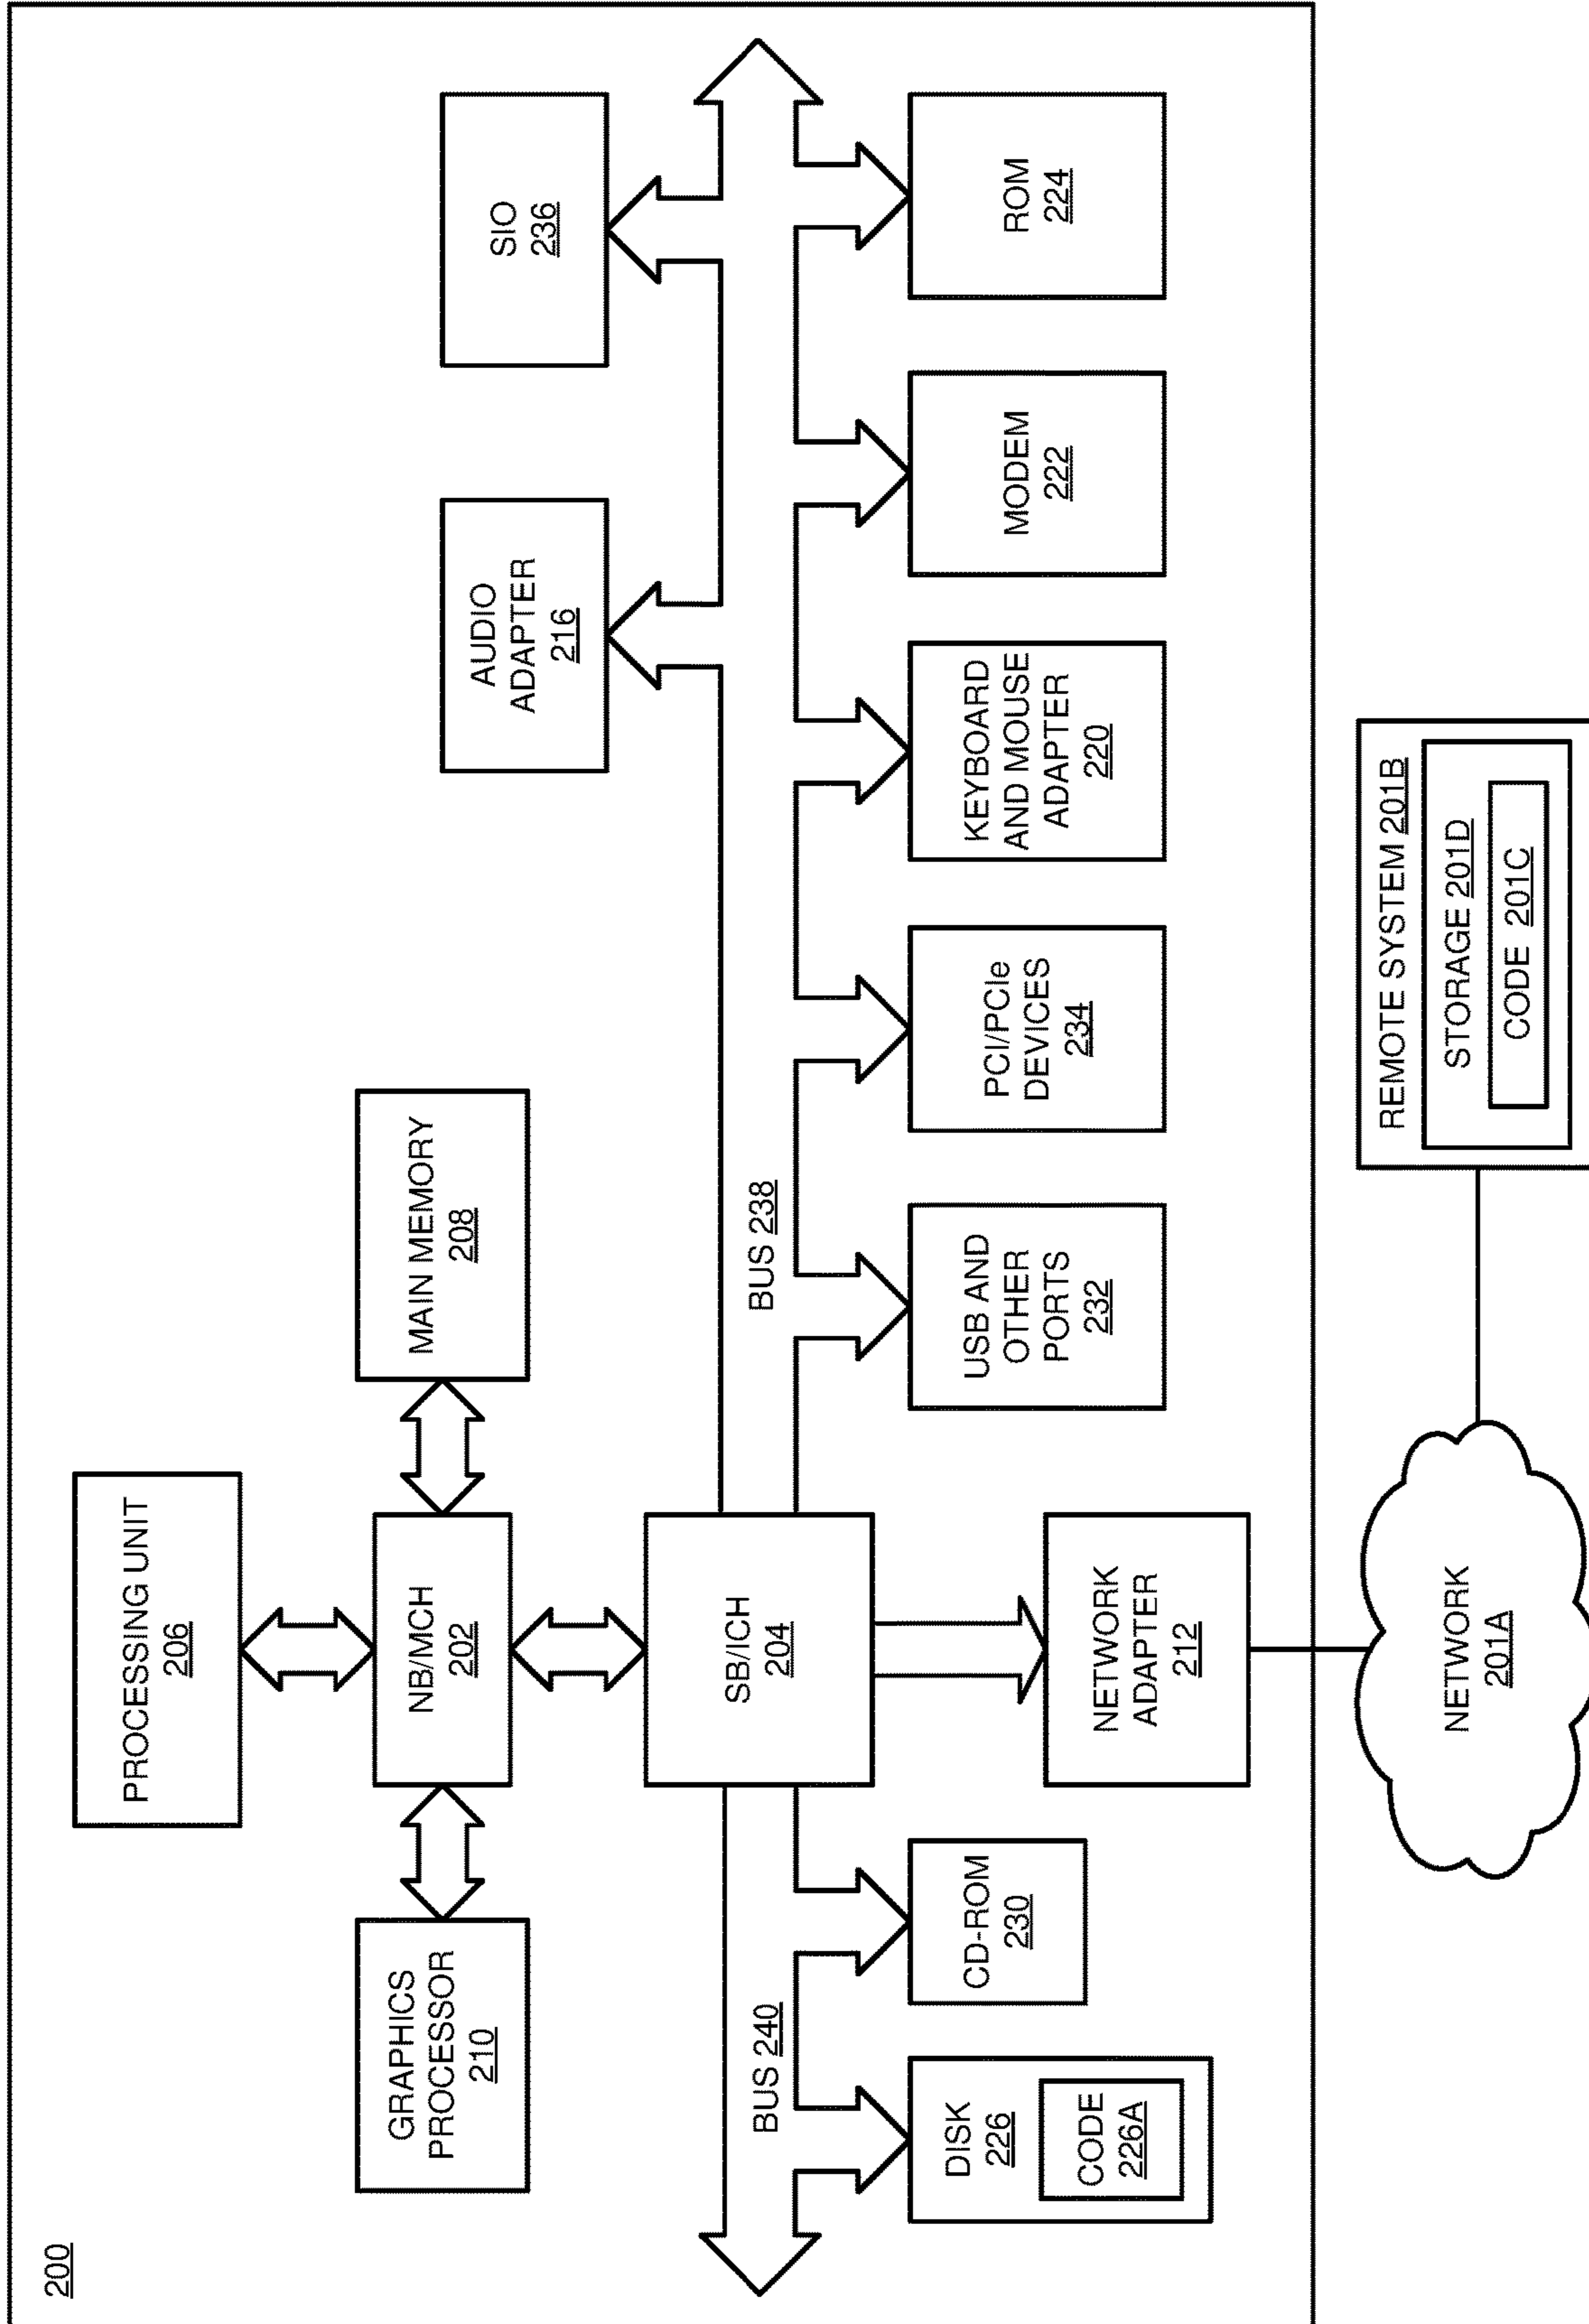 200
PROCESSING UNIT
206
GRAPHICS
PROCESSOR
210
NB/MCH
202
MAIN MEMORY
208
AUDIO
ADAPTER
216
SIO
236
SB/ICH
204
BUS 240
BUS 238
DISK
226
CODE
226A
CD-ROM
230
NETWORK
ADAPTER
212
USB AND
OTHER
PORTS
232
PCI/PCIe
DEVICES
234
KEYBOARD
AND MOUSE
ADAPTER
220
MODEM
222
ROM
224
NETWORK
201A
REMOTE SYSTEM 201B
STORAGE 201D
CODE 201C